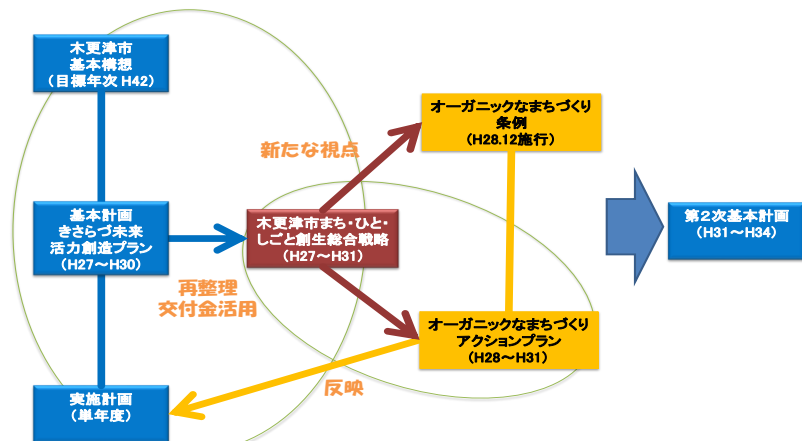 木更津市
基本構想
（目標年次 H42）
オーガニックなまちづくり
条例
（H28.12施行）
新たな視点
基本計画
きさらづ未来
活力創造プラン
（H27～H30）
木更津市まち・ひと・
しごと創生総合戦略
（H27～H31）
第２次基本計画
（H31～H34）
再整理
交付金活用
オーガニックなまちづくり
アクションプラン
（H28～H31）
反映
実施計画
（単年度）